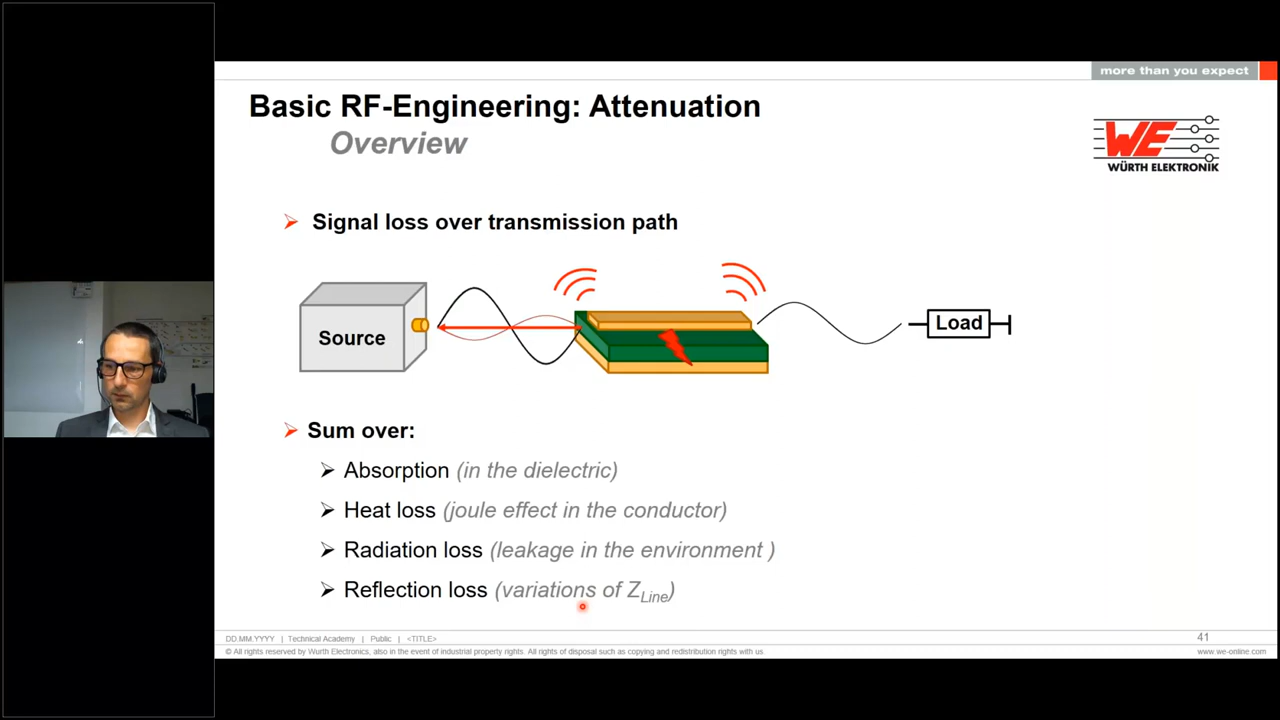 more than you expect
Basic RF-Engineering: Attenuation
Overview
WE
WÜRTH ELEKTRONIK
Signal loss over transmission path
Source
Load
Sum over:
Absorption (in the dielectric)
Heat loss (joule effect in the conductor)
Radiation loss (leakage in the environment )
Reflection loss (variations of ZLine)
DD.MM.YYYY | Technical Academy | Public | <TITLE>
41
© All rights reserved by Wurth Electronics, also in the event of industrial property rights. All rights of disposal such as copying and redistribution rights with us.
www.we-online.com